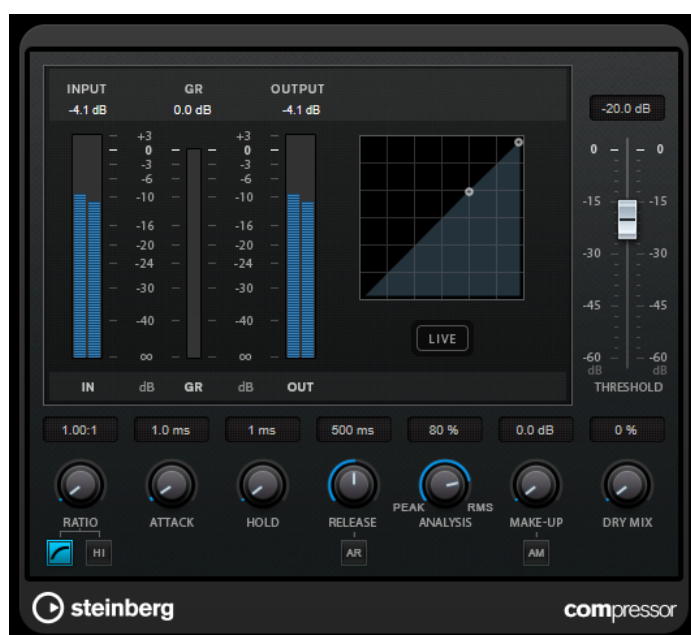 INPUT GR OUTPUT
-4.1 dB 0.0 dB -4.1 dB
-20.0 dB
+3 +3
0 0 0 0
-3 -3
-6 -6
-10 -10
-15 -15
-16 -16
-20 -20
-24 -24
-30 -30
-30 -30
-40 -40
LIVE
-45 -45
∞ ∞
-60 -60
dB dB
IN dB GR dB OUT
THRESHOLD
1.00:1 1.0 ms 1 ms 500 ms 80 % 0.0 dB 0 %
PEAK RMS
RATIO ATTACK HOLD RELEASE ANALYSIS MAKE-UP DRY MIX
HI AR AM
steinberg compressor